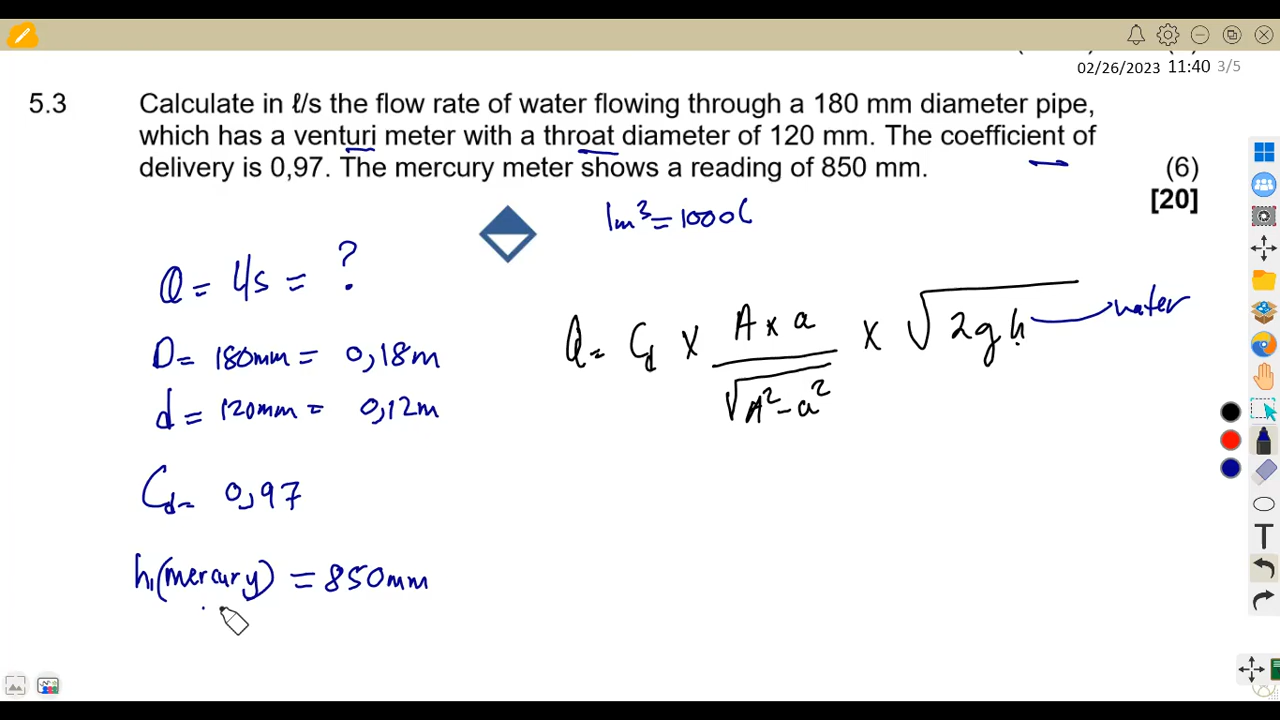 02/26/2023 11:40 3/5
5.3 Calculate in ℓ/s the flow rate of water flowing through a 180 mm diameter pipe,
which has a venturi meter with a throat diameter of 120 mm. The coefficient of
delivery is 0,97. The mercury meter shows a reading of 850 mm. (6)
[20]
1m³ = 1000l
Q = l/s = ?
D = 180mm = 0,18m
d = 120mm = 0,12m
Cd = 0,97
h₁(mercury) = 850mm
Q = Cd × A × a / √A² - a² × √2gh water
T